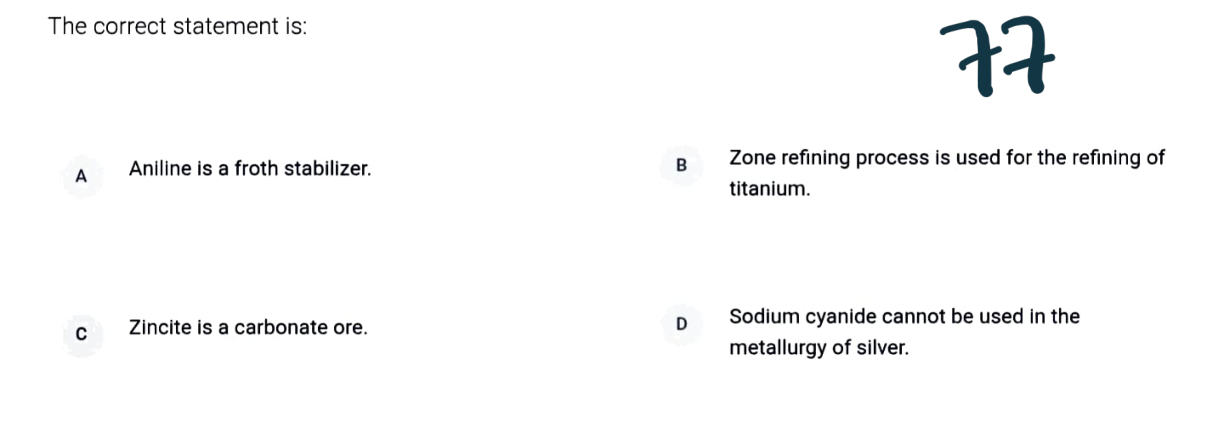 The correct statement is:
77
A Aniline is a froth stabilizer.
B Zone refining process is used for the refining of
titanium.
C Zincite is a carbonate ore.
D Sodium cyanide cannot be used in the
metallurgy of silver.